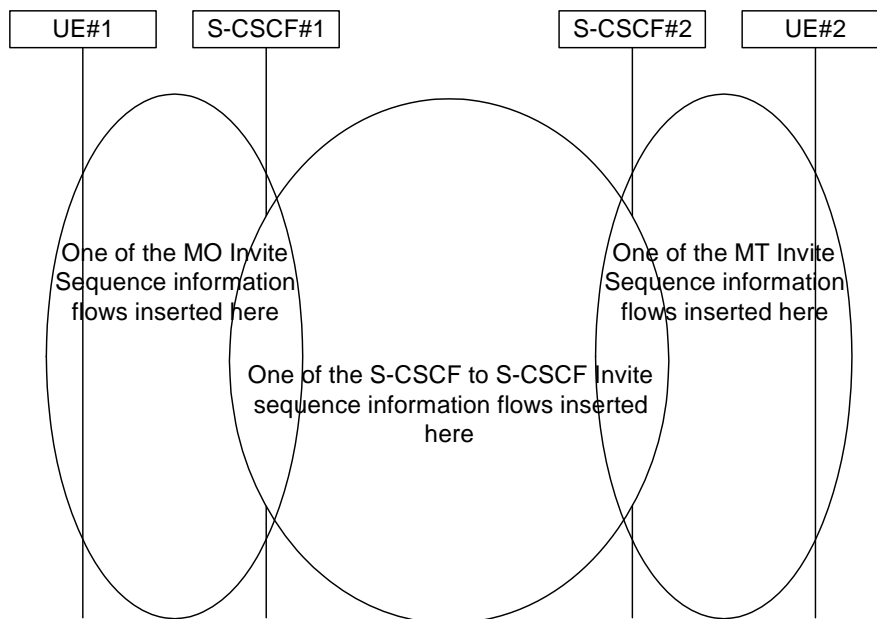 UE#1
S-CSCF#1
S-CSCF#2
UE#2
One of the MO Invite
Sequence information
flows inserted here
One of the MT Invite
Sequence information
flows inserted here
One of the S-CSCF to S-CSCF Invite
sequence information flows inserted
here